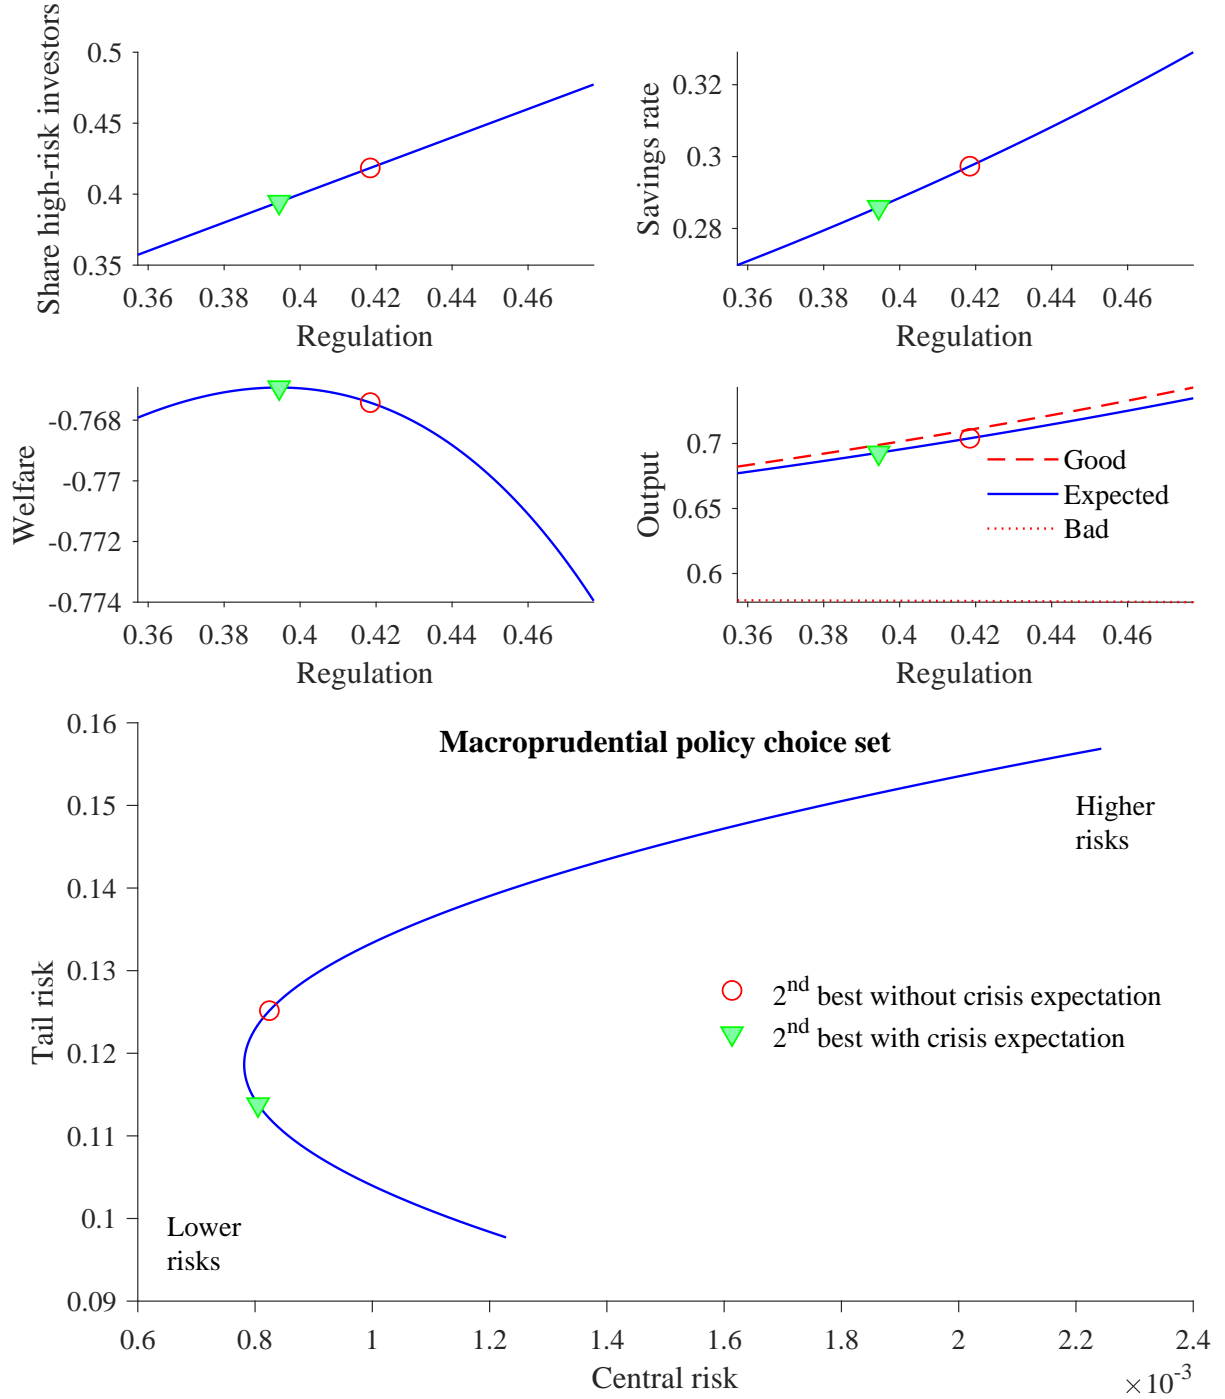 0.5
0.45
0.4
0.35
Share high-risk investors
0.36 0.38 0.4 0.42 0.44 0.46
Regulation
0.32
0.3
0.28
Savings rate
0.36 0.38 0.4 0.42 0.44 0.46
Regulation
-0.768
-0.77
-0.772
-0.774
Welfare
0.36 0.38 0.4 0.42 0.44 0.46
Regulation
0.7
0.65
0.6
Output
Good
Expected
Bad
0.36 0.38 0.4 0.42 0.44 0.46
Regulation
Macroprudential policy choice set
0.16
0.15
0.14
0.13
0.12
0.11
0.1
0.09
Tail risk
Higher
risks
2nd best without crisis expectation
2nd best with crisis expectation
Lower
risks
0.6 0.8 1 1.2 1.4 1.6 1.8 2 2.2 2.4
Central risk
×10-3